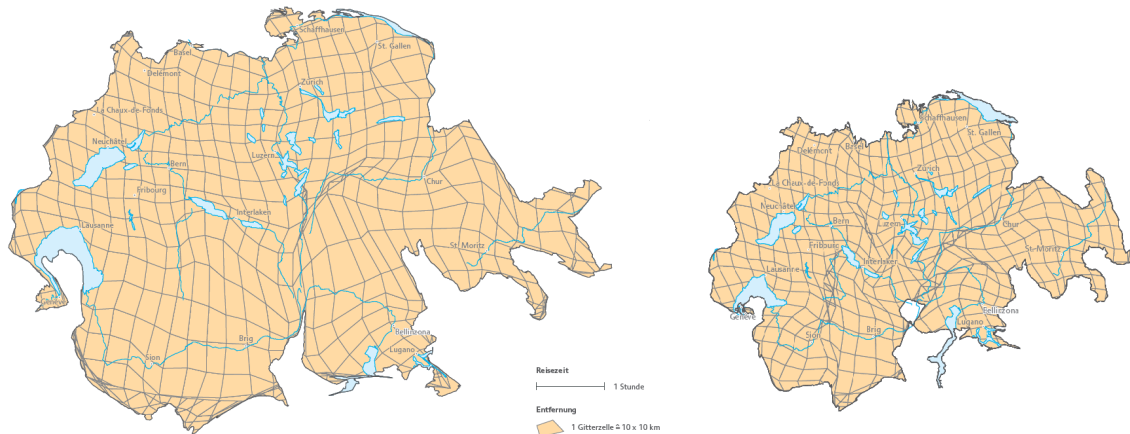 Schaffhausen
Basel
St. Gallen
Delémont
Zürich
La Chaux-de-Fonds
Neuchâtel
Luzern
Bern
Chur
Fribourg
Interlaken
Lausanne
St. Moritz
Genève
Bellinzona
Brig
Lugano
Sion
Reisezeit
1 Stunde
Entfernung
1 Gitterzelle ≙ 10 x 10 km
Schaffhausen
St. Gallen
Basel
Delémont
Zürich
La Chaux-de-Fonds
Neuchâtel
Bern
Luzern
Chur
Fribourg
St. Moritz
Interlaken
Lausanne
Bellinzona
Genève
Lugano
Brig
Sion